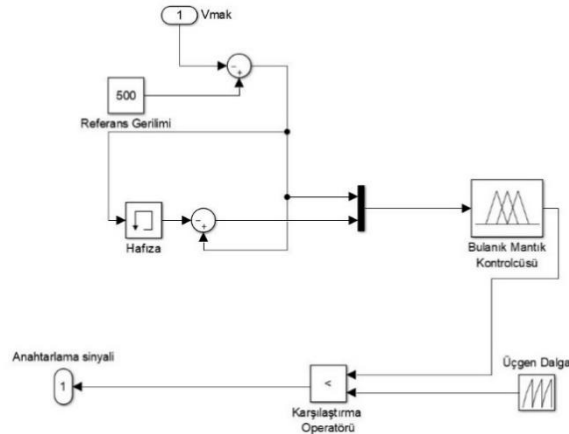 1
Vmak
500
Referans Gerilimi
Hafıza
Bulanık Mantık
Kontrolcüsü
Anahtarlama sinyali
1
<
Karşılaştırma
Operatörü
Üçgen Dalga